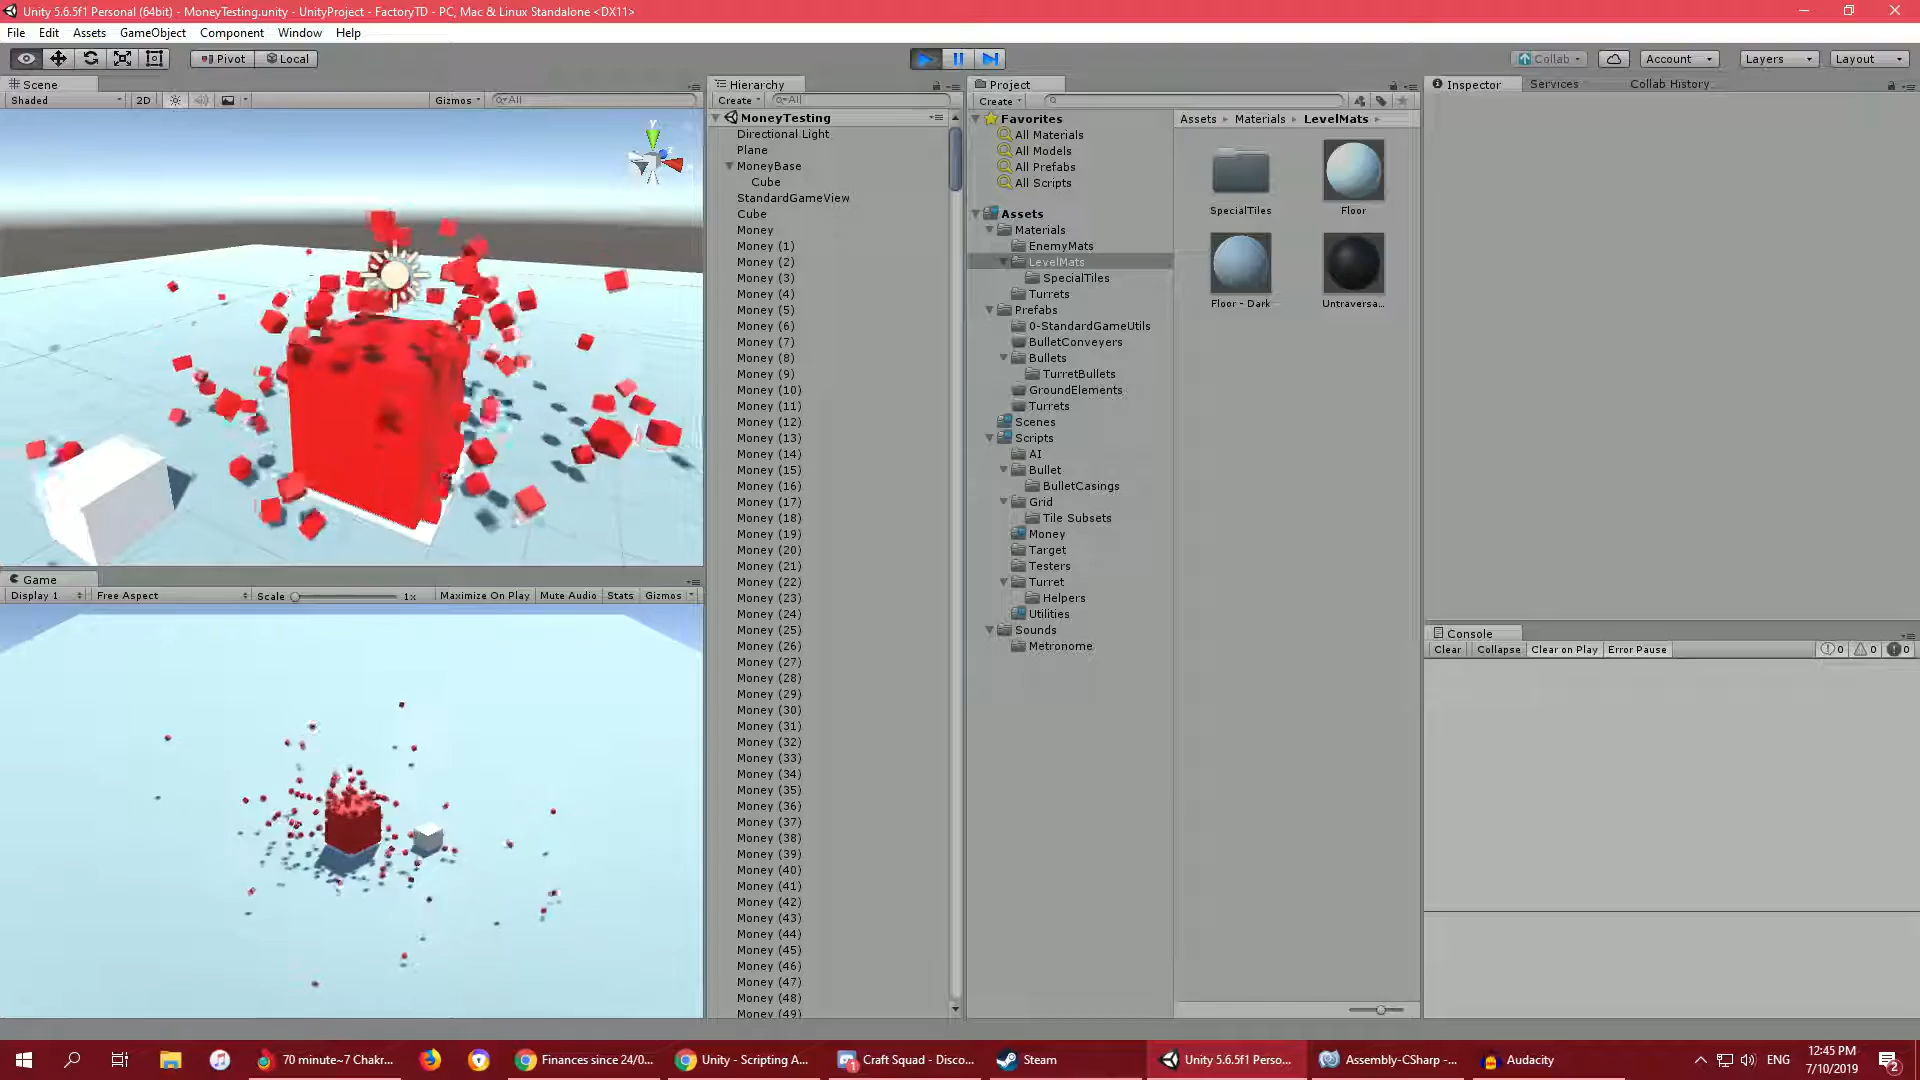 Unity 5.6.5f1 Personal (64bit) - MoneyTesting.unity - UnityProject - FactoryTD - PC, Mac & Linux Standalone <DX11>
File Edit Assets GameObject Component Window Help
Pivot Local Collab Account Layers Layout
Scene
Shaded 2D Gizmos All
y
Game
Display 1 Free Aspect Scale 1x Maximize On Play Mute Audio Stats Gizmos
Hierarchy
Create All
MoneyTesting
Directional Light
Plane
MoneyBase
Cube
StandardGameView
Cube
Money
Money (1)
Money (2)
Money (3)
Money (4)
Money (5)
Money (6)
Money (7)
Money (8)
Money (9)
Money (10)
Money (11)
Money (12)
Money (13)
Money (14)
Money (15)
Money (16)
Money (17)
Money (18)
Money (19)
Money (20)
Money (21)
Money (22)
Money (23)
Money (24)
Money (25)
Money (26)
Money (27)
Money (28)
Money (29)
Money (30)
Money (31)
Money (32)
Money (33)
Money (34)
Money (35)
Money (36)
Money (37)
Money (38)
Money (39)
Money (40)
Money (41)
Money (42)
Money (43)
Money (44)
Money (45)
Money (46)
Money (47)
Money (48)
Money (49)
Project
Create
Favorites
All Materials
All Models
All Prefabs
All Scripts
Assets
Materials
EnemyMats
LevelMats
SpecialTiles
Turrets
Prefabs
0-StandardGameUtils
BulletConveyers
Bullets
TurretBullets
GroundElements
Turrets
Scenes
Scripts
AI
Bullet
BulletCasings
Grid
Tile Subsets
Money
Target
Testers
Turret
Helpers
Utilities
Sounds
Metronome
Assets Materials LevelMats
SpecialTiles Floor
Floor - Dark Untraversa...
Inspector Services Collab History
Console
Clear Collapse Clear on Play Error Pause 0 0 0
70 minute~7 Chakr... Finances since 24/0... Unity - Scripting A... Craft Squad - Disco... Steam Unity 5.6.5f1 Perso... Assembly-CSharp -... Audacity ENG
12:45 PM
7/10/2019
2